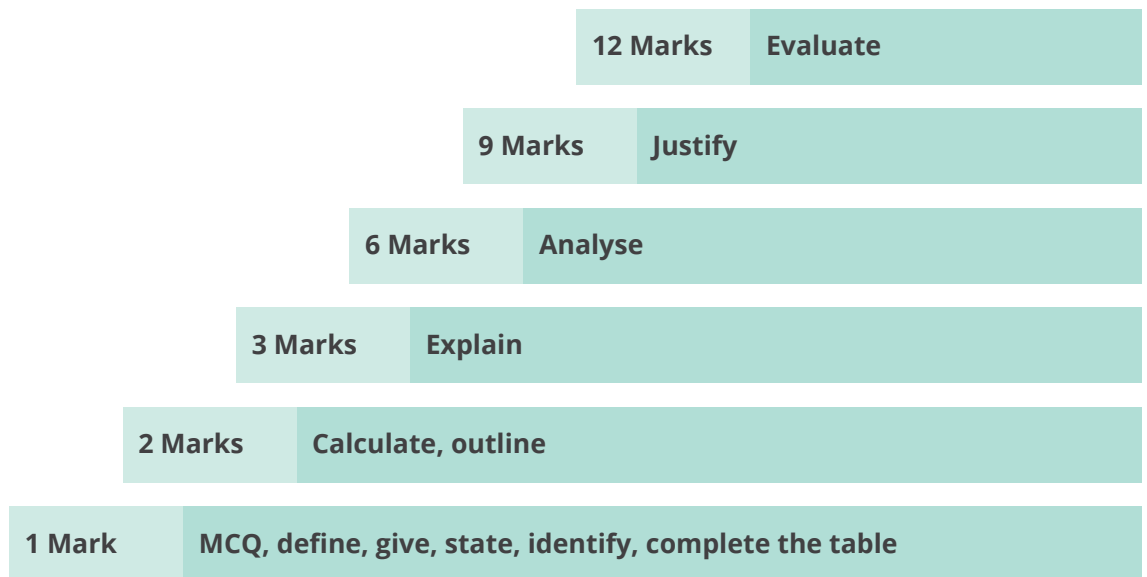 12 Marks Evaluate
9 Marks Justify
6 Marks Analyse
3 Marks Explain
2 Marks Calculate, outline
1 Mark MCQ, define, give, state, identify, complete the table